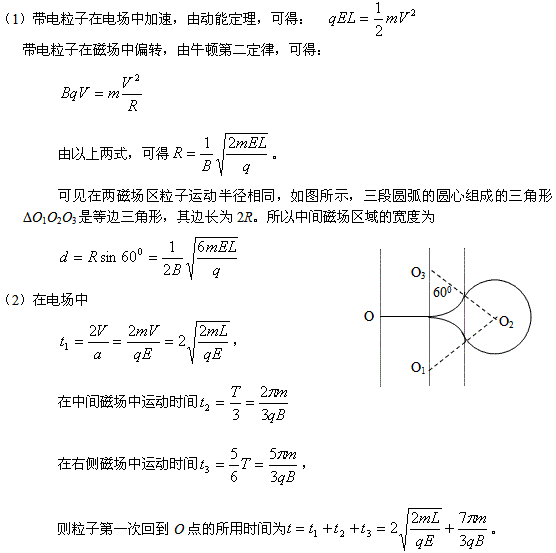 （1）带电粒子在电场中加速，由动能定理，可得： qEL = \frac{1}{2}mV^2
带电粒子在磁场中偏转，由牛顿第二定律，可得：
BqV = m\frac{V^2}{R}
由以上两式，可得 R = \frac{1}{B}\sqrt{\frac{2mEL}{q}} 。
可见在两磁场区粒子运动半径相同，如图所示，三段圆弧的圆心组成的三角形
ΔO₁O₂O₃ 是等边三角形，其边长为 2R。所以中间磁场区域的宽度为
d = R sin 60⁰ = \frac{1}{2B}\sqrt{\frac{6mEL}{q}}
（2）在电场中
t_1 = \frac{2V}{a} = \frac{2mV}{qE} = 2\sqrt{\frac{2mL}{qE}}，
在中间磁场中运动时间 t_2 = \frac{T}{3} = \frac{2πm}{3qB}
在右侧磁场中运动时间 t_3 = \frac{5}{6}T = \frac{5πm}{3qB}，
则粒子第一次回到 O 点的所用时间为 t = t_1 + t_2 + t_3 = 2\sqrt{\frac{2mL}{qE}} + \frac{7πm}{3qB}。
O₃
60⁰
O
O₂
O₁